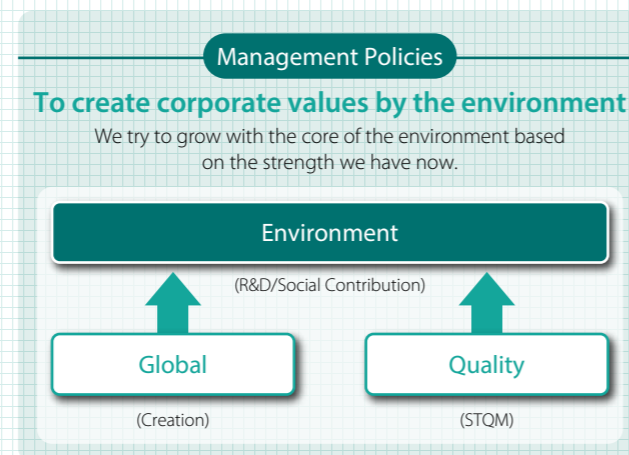 Management Policies
To create corporate values by the environment
We try to grow with the core of the environment based
on the strength we have now.
Environment
(R&D/Social Contribution)
Global
Quality
(Creation)
(STQM)